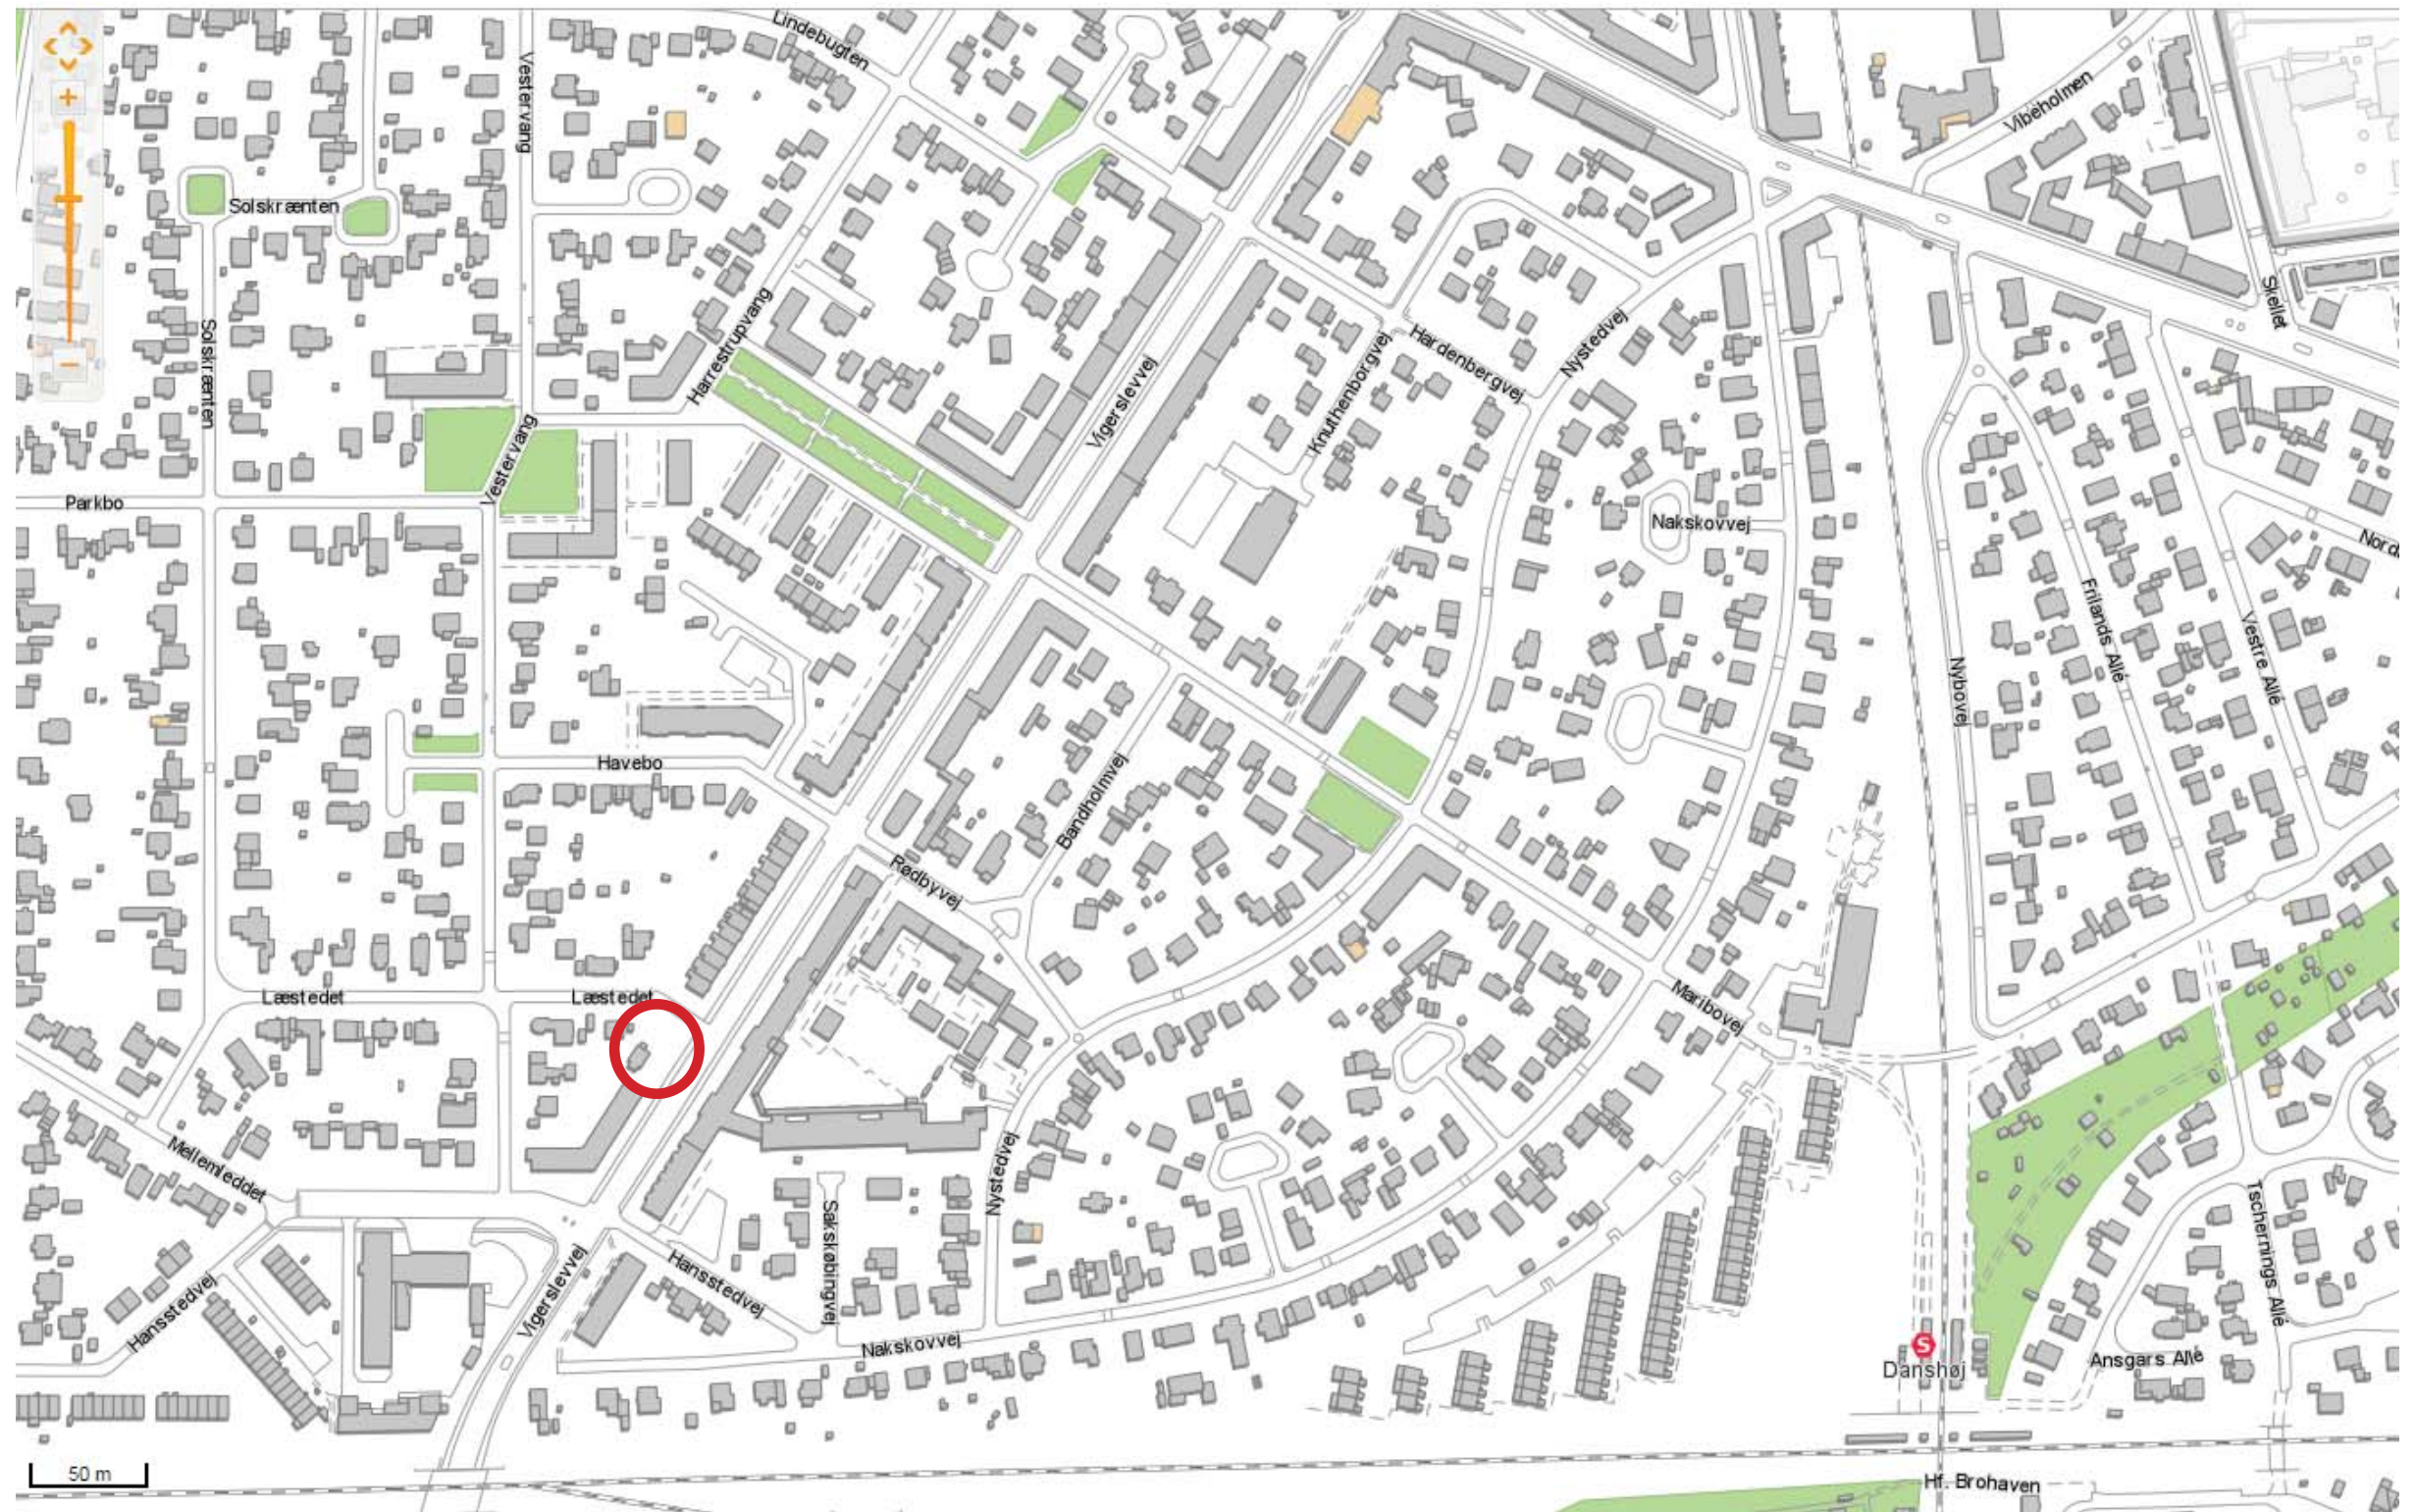 Lindebugten
Vestervang
Vibeholmen
Solskrænten
Skellet
Solskrænten
Harrestrupvang
Hardenbergvej
Nystedvej
Knuthenborgvej
Vigerslevvej
Vestervang
Parkbo
Nakskovvej
Nord
Frilands Allé
Vestre Allé
Nybovej
Havebo
Bandholmvej
Rødbyvej
Læstedet
Læstedet
Maribovej
Mellemleddet
Nystedvej
Sakskøbingvej
Tschernings Allé
Hansstedvej
Hansstedvej
Vigerslevvej
Nakskovvej
S
Danshøj
Ansgars Allé
50 m
Hf. Brohaven